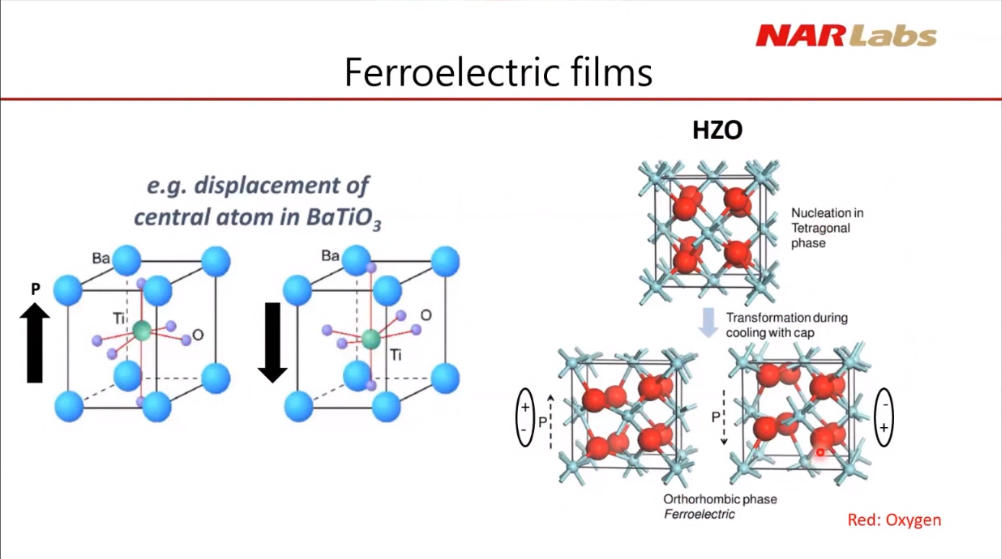 NARLabs
Ferroelectric films
e.g. displacement of
central atom in BaTiO3
Ba
P
Ti
O
Ba
O
Ti
HZO
Nucleation in
Tetragonal
phase
Transformation during
cooling with cap
+
-
P
P
-
+
Orthorhombic phase
Ferroelectric
Red: Oxygen